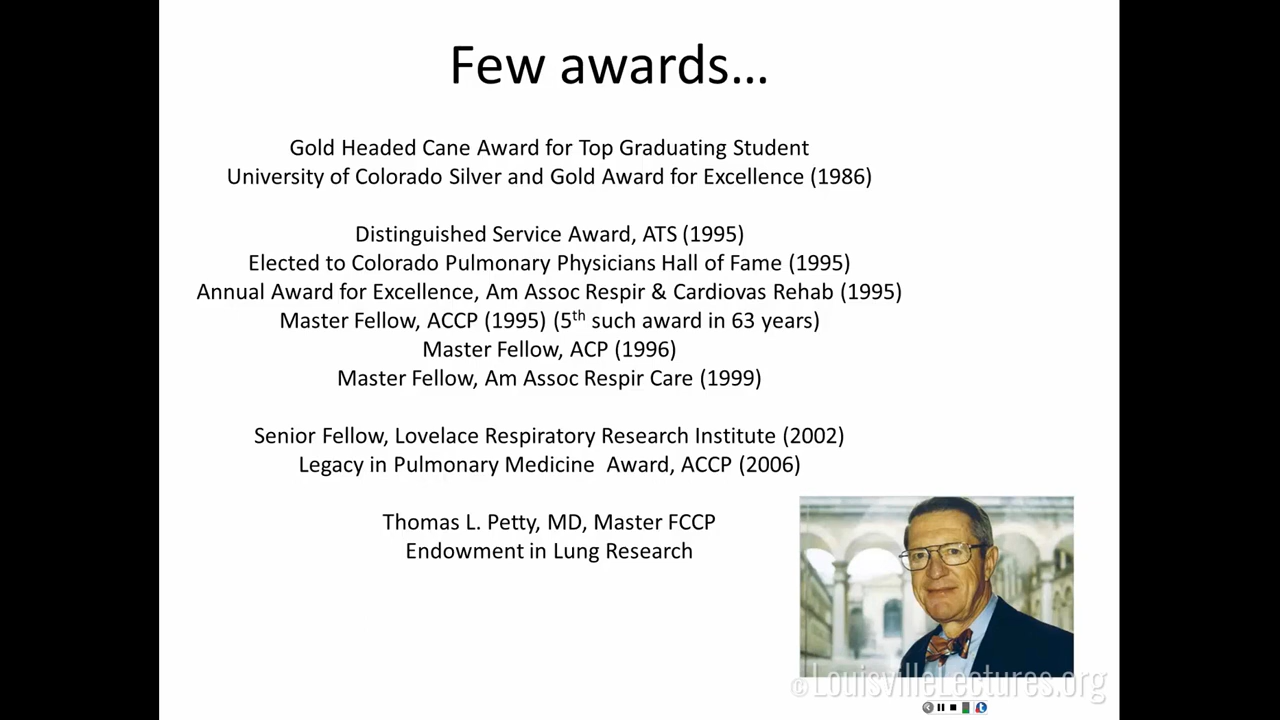 Few awards...
Gold Headed Cane Award for Top Graduating Student
University of Colorado Silver and Gold Award for Excellence (1986)
Distinguished Service Award, ATS (1995)
Elected to Colorado Pulmonary Physicians Hall of Fame (1995)
Annual Award for Excellence, Am Assoc Respir & Cardiovas Rehab (1995)
Master Fellow, ACCP (1995) (5th such award in 63 years)
Master Fellow, ACP (1996)
Master Fellow, Am Assoc Respir Care (1999)
Senior Fellow, Lovelace Respiratory Research Institute (2002)
Legacy in Pulmonary Medicine Award, ACCP (2006)
Thomas L. Petty, MD, Master FCCP
Endowment in Lung Research
© LouisvilleLectures.org